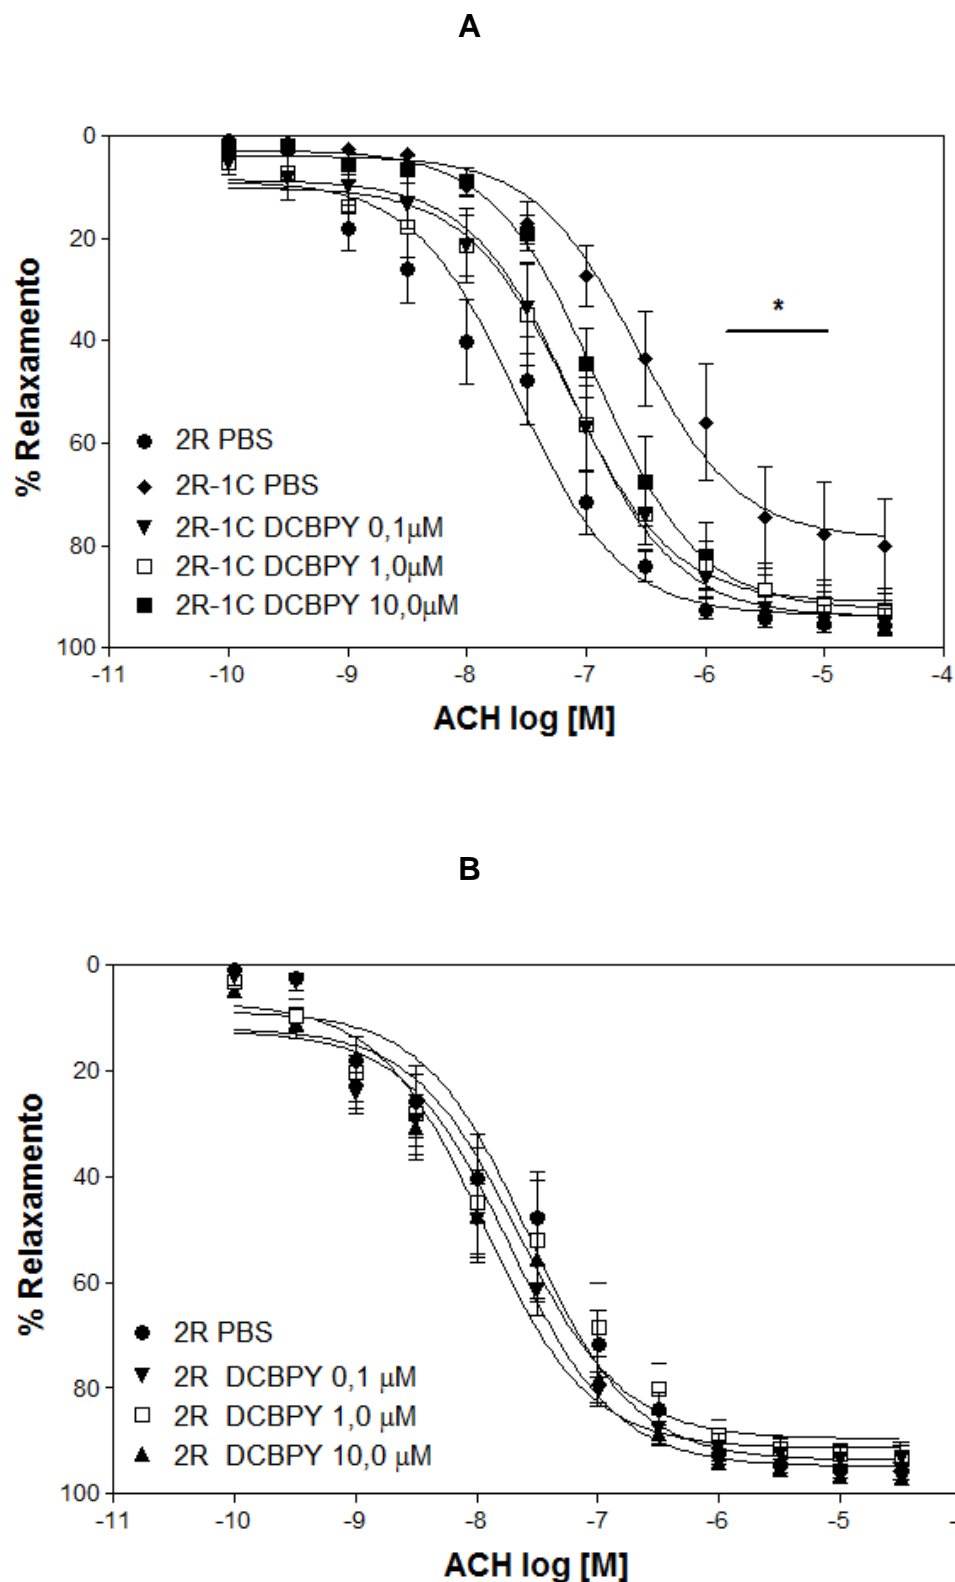 A
0
20
40
60
80
100
% Relaxamento
*
2R PBS
2R-1C PBS
2R-1C DCBPY 0,1μM
2R-1C DCBPY 1,0μM
2R-1C DCBPY 10,0μM
-11 -10 -9 -8 -7 -6 -5 -4
ACH log [M]
B
0
20
40
60
80
100
% Relaxamento
2R PBS
2R DCBPY 0,1 μM
2R DCBPY 1,0 μM
2R DCBPY 10,0 μM
-11 -10 -9 -8 -7 -6 -5
ACH log [M]